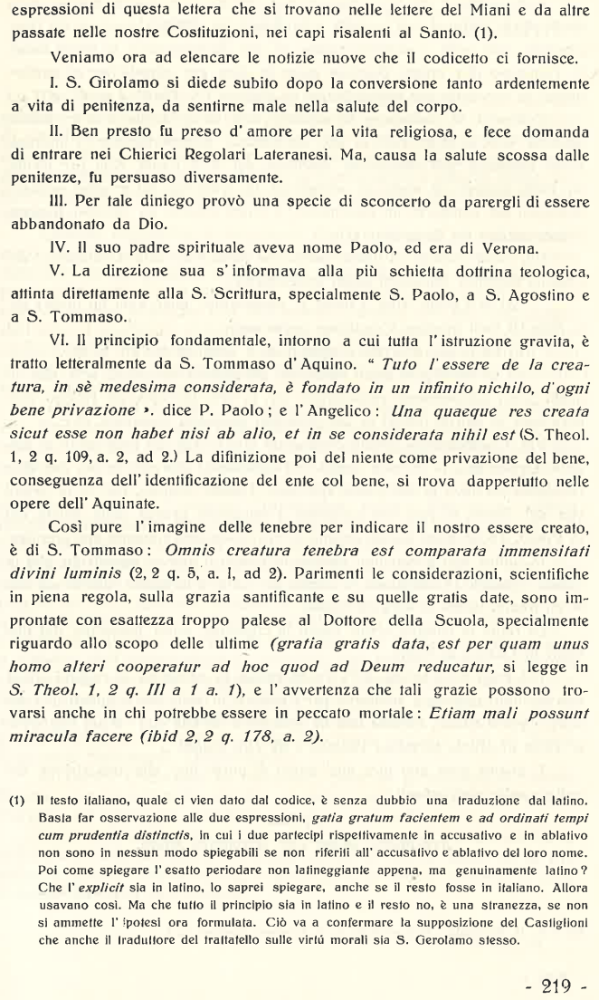 espressioni di questa lettera che si trovano nelle lettere del Miani e da altre
passate nelle nostre Costituzioni, nei capi risalenti al Santo. (1).
Veniamo ora ad elencare le notizie nuove che il codicetto ci fornisce.
I. S. Girolamo si diede subito dopo la conversione tanto ardentemente
a vita di penitenza, da sentirne male nella salute del corpo.
II. Ben presto fu preso d'amore per la vita religiosa, e fece domanda
di entrare nei Chierici Regolari Lateranesi. Ma, causa la salute scossa dalle
penitenze, fu persuaso diversamente.
III. Per tale diniego provò una specie di sconcerto da parergli di essere
abbandonato da Dio.
IV. Il suo padre spirituale aveva nome Paolo, ed era di Verona.
V. La direzione sua s'informava alla più schietta dottrina teologica,
attinta direttamente alla S. Scrittura, specialmente S. Paolo, a S. Agostino e
a S. Tommaso.
VI. Il principio fondamentale, intorno a cui tutta l'istruzione gravita, è
tratto letteralmente da S. Tommaso d'Aquino. “ Tuto l'essere de la crea-
tura, in sè medesima considerata, è fondato in un infinito nichilo, d'ogni
bene privazione ». dice P. Paolo; e l'Angelico: Una quaeque res creata
sicut esse non habet nisi ab alio, et in se considerata nihil est (S. Theol.
1, 2 q. 109, a. 2, ad 2.) La difinizione poi del niente come privazione del bene,
conseguenza dell'identificazione del ente col bene, si trova dappertutto nelle
opere dell'Aquinate.
Così pure l'imagine delle tenebre per indicare il nostro essere creato,
è di S. Tommaso: Omnis creatura tenebra est comparata immensitati
divini luminis (2, 2 q. 5, a. I, ad 2). Parimenti le considerazioni, scientifiche
in piena regola, sulla grazia santificante e su quelle gratis date, sono im-
prontate con esattezza troppo palese al Dottore della Scuola, specialmente
riguardo allo scopo delle ultime (gratia gratis data, est per quam unus
homo alteri cooperatur ad hoc quod ad Deum reducatur, si legge in
S. Theol. 1, 2 q. III a 1 a. 1), e l'avvertenza che tali grazie possono tro-
varsi anche in chi potrebbe essere in peccato mortale: Etiam mali possunt
miracula facere (ibid 2, 2 q. 178, a. 2).
(1) Il testo italiano, quale ci vien dato dal codice, è senza dubbio una traduzione dal latino.
Basta far osservazione alle due espressioni, gatia gratum facientem e ad ordinati tempi
cum prudentia distinctis, in cui i due partecipi rispettivamente in accusativo e in ablativo
non sono in nessun modo spiegabili se non riferiti all'accusativo e ablativo del loro nome.
Poi come spiegare l'esatto periodare non latineggiante appena, ma genuinamente latino?
Che l'explicit sia in latino, lo saprei spiegare, anche se il resto fosse in italiano. Allora
usavano così. Ma che tutto il principio sia in latino e il resto no, è una stranezza, se non
si ammette l'ipotesi ora formulata. Ciò va a confermare la supposizione del Castiglioni
che anche il traduttore del trattatello sulle virtú morali sia S. Gerolamo stesso.
- 219 -